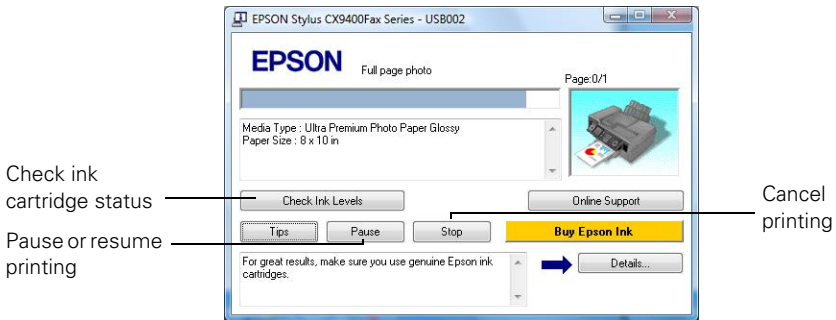 EPSON Stylus CX9400Fax Series - USB002
EPSON
Full page photo
Page:0/1
Media Type : Ultra Premium Photo Paper Glossy
Paper Size : 8 x 10 in
Check ink
cartridge status
Check Ink Levels
Online Support
Cancel
printing
Tips
Pause
Stop
Buy Epson Ink
Pause or resume
printing
For great results, make sure you use genuine Epson ink
cartridges.
Details...